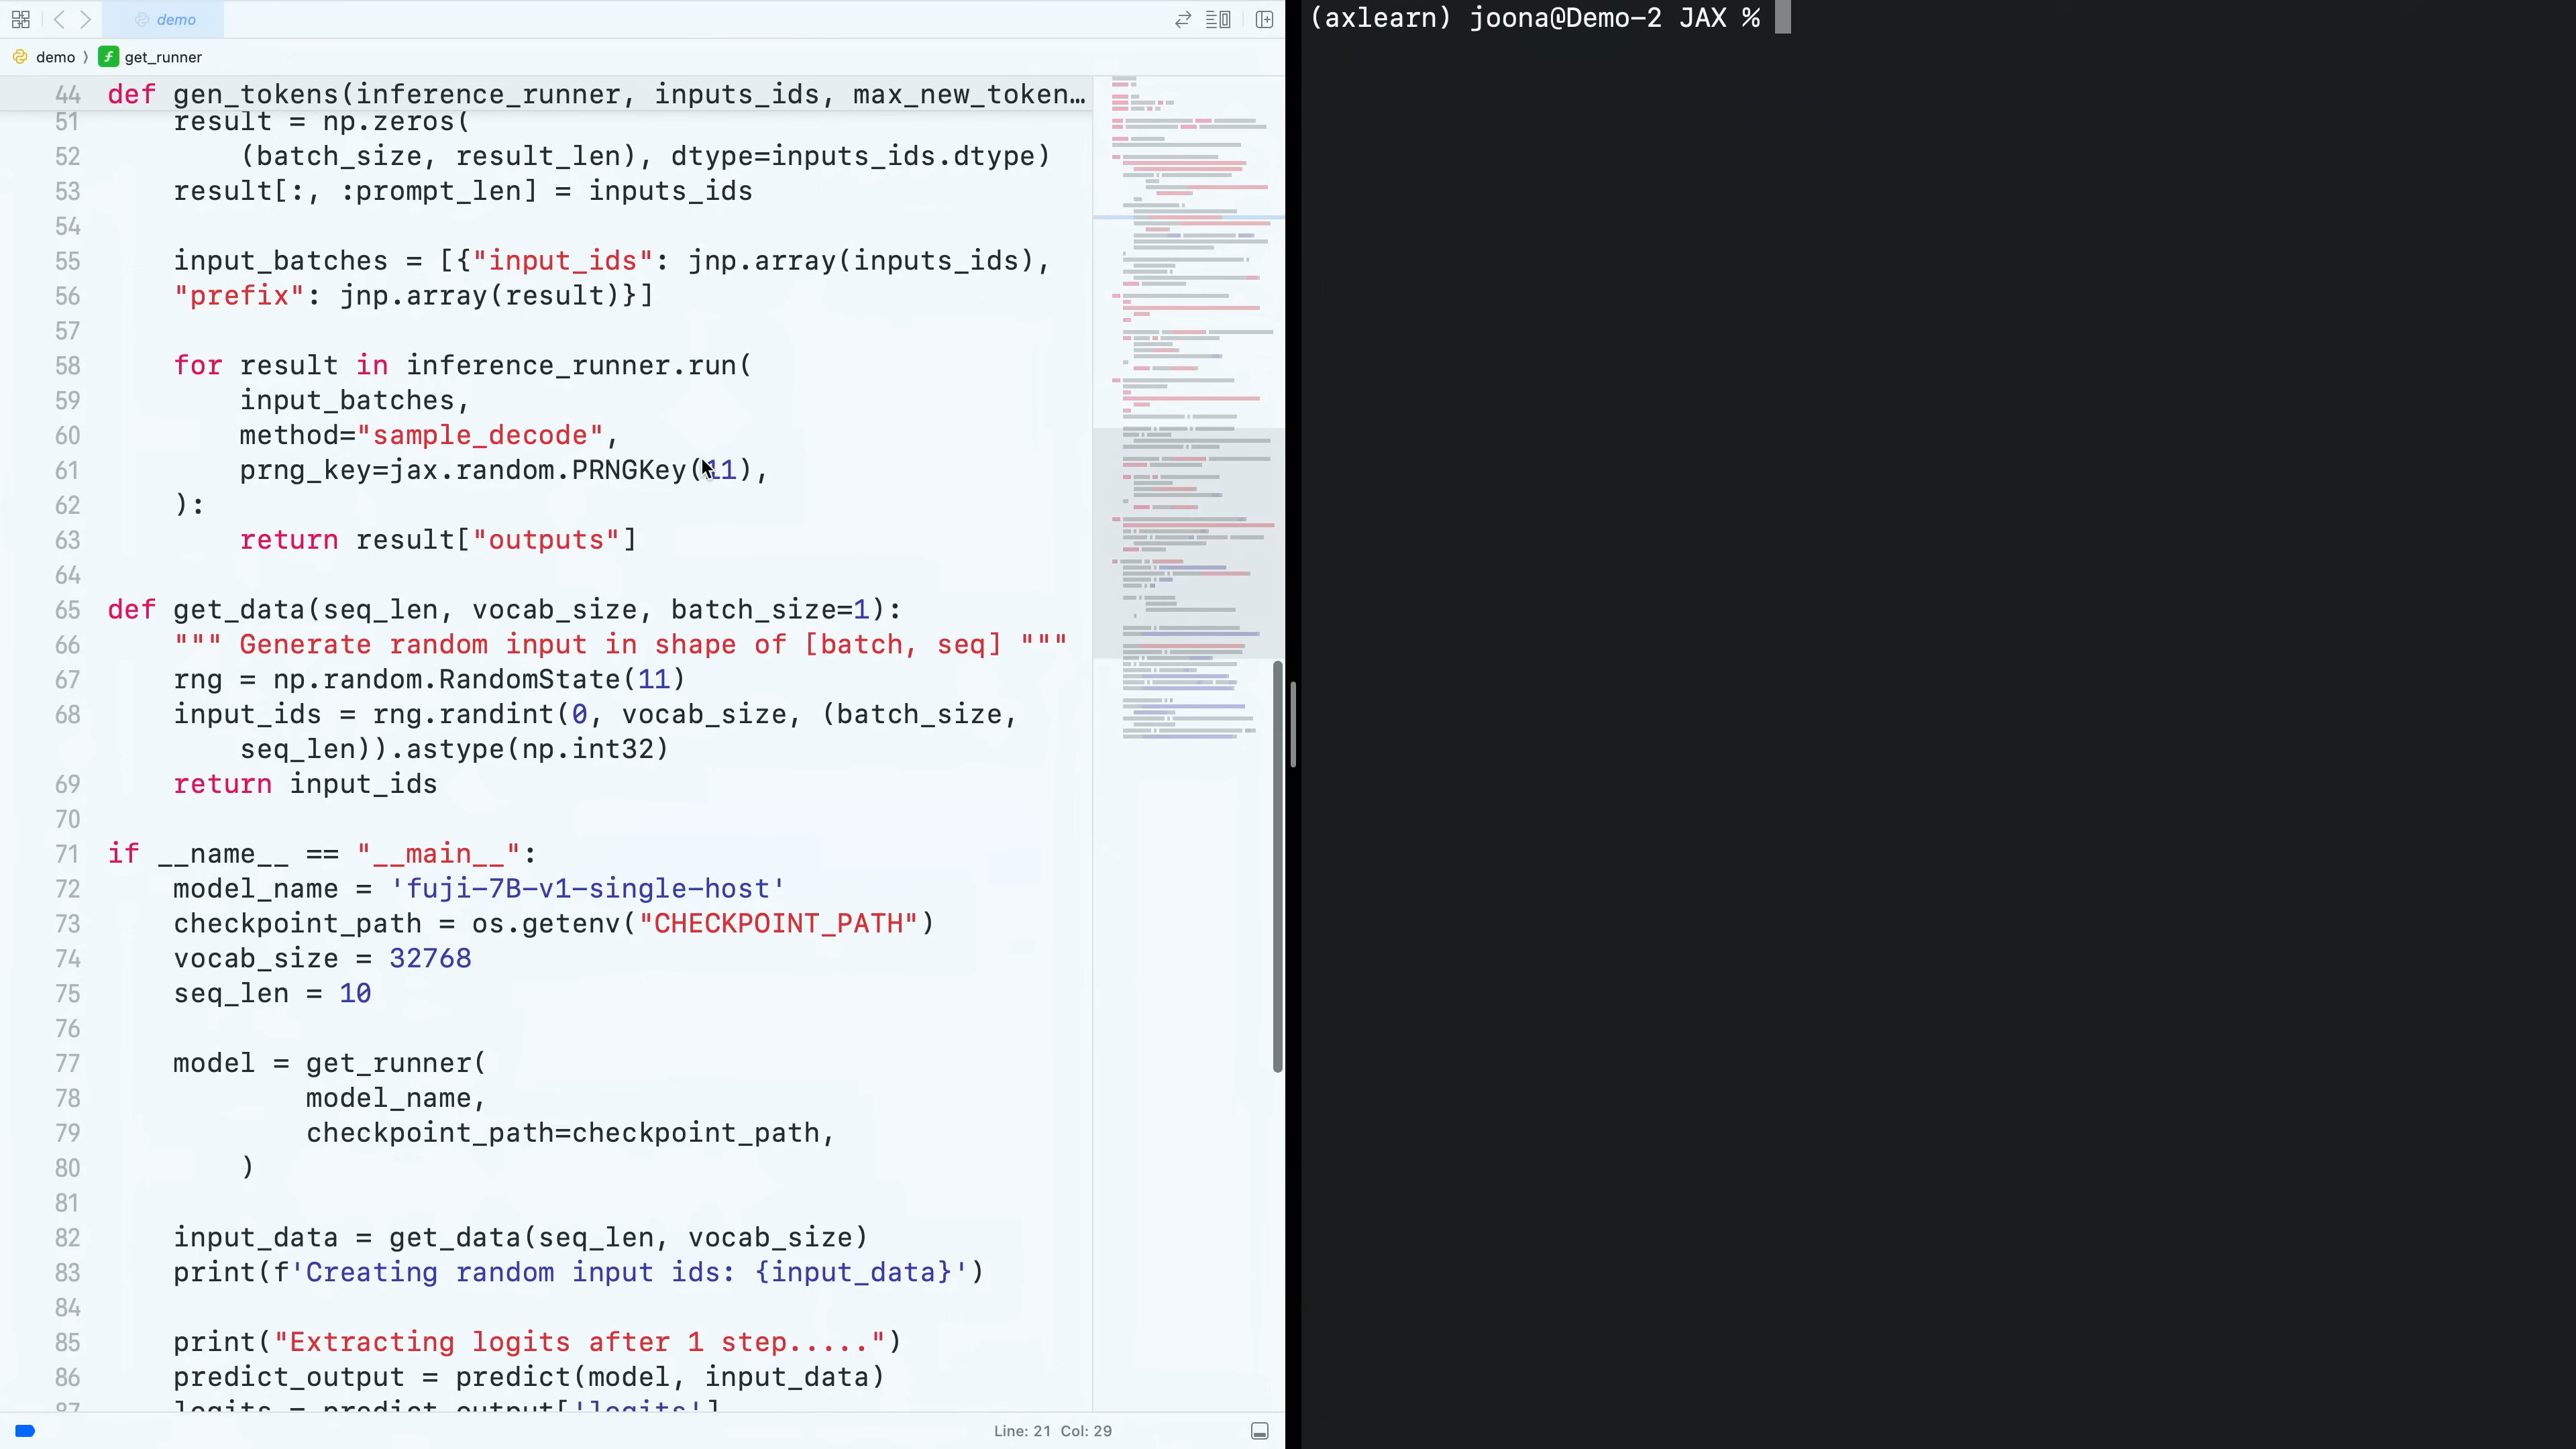 demo
demo ⟩ get_runner
44 def gen_tokens(inference_runner, inputs_ids, max_new_token…
51 result = np.zeros(
52 (batch_size, result_len), dtype=inputs_ids.dtype)
53 result[:, :prompt_len] = inputs_ids
54
55 input_batches = [{"input_ids": jnp.array(inputs_ids),
56 "prefix": jnp.array(result)}]
57
58 for result in inference_runner.run(
59 input_batches,
60 method="sample_decode",
61 prng_key=jax.random.PRNGKey(11),
62 ):
63 return result["outputs"]
64
65 def get_data(seq_len, vocab_size, batch_size=1):
66 """ Generate random input in shape of [batch, seq] """
67 rng = np.random.RandomState(11)
68 input_ids = rng.randint(0, vocab_size, (batch_size,
seq_len)).astype(np.int32)
69 return input_ids
70
71 if __name__ == "__main__":
72 model_name = 'fuji-7B-v1-single-host'
73 checkpoint_path = os.getenv("CHECKPOINT_PATH")
74 vocab_size = 32768
75 seq_len = 10
76
77 model = get_runner(
78 model_name,
79 checkpoint_path=checkpoint_path,
80 )
81
82 input_data = get_data(seq_len, vocab_size)
83 print(f'Creating random input ids: {input_data}')
84
85 print("Extracting logits after 1 step.....")
86 predict_output = predict(model, input_data)
87 logits = predict_output['logits']
Line: 21 Col: 29
(axlearn) joona@Demo-2 JAX %